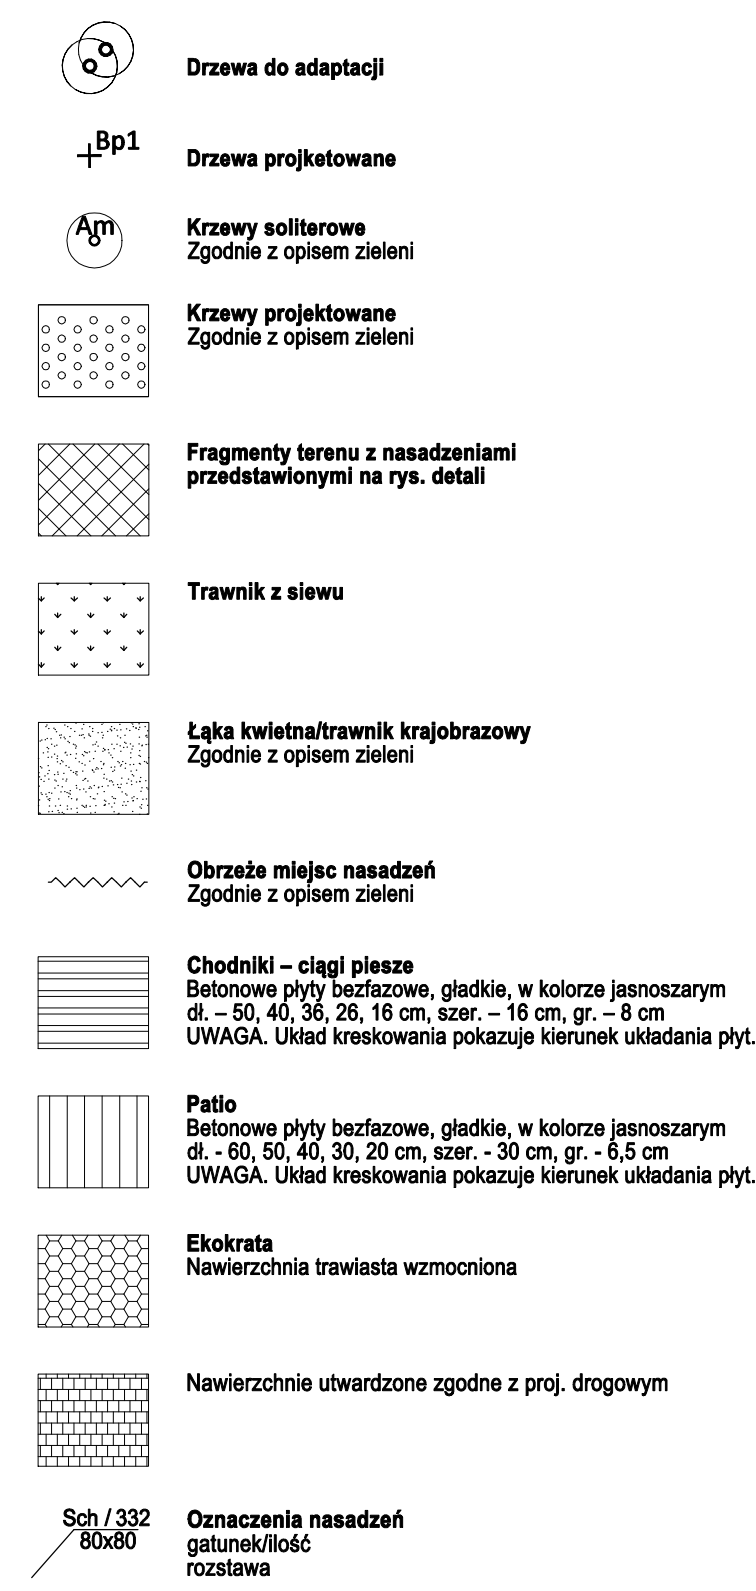 Drzewa do adaptacji
Bp1
Drzewa projketowane
Am
Krzewy soliterowe
Zgodnie z opisem zieleni
Krzewy projektowane
Zgodnie z opisem zieleni
Fragmenty terenu z nasadzeniami
przedstawionymi na rys. detali
Trawnik z siewu
Łąka kwietna/trawnik krajobrazowy
Zgodnie z opisem zieleni
Obrzeże miejsc nasadzeń
Zgodnie z opisem zieleni
Chodniki – ciągi piesze
Betonowe płyty bezfazowe, gładkie, w kolorze jasnoszarym
dł. – 50, 40, 36, 26, 16 cm, szer. – 16 cm, gr. – 8 cm
UWAGA. Układ kreskowania pokazuje kierunek układania płyt.
Patio
Betonowe płyty bezfazowe, gładkie, w kolorze jasnoszarym
dł. - 60, 50, 40, 30, 20 cm, szer. - 30 cm, gr. - 6,5 cm
UWAGA. Układ kreskowania pokazuje kierunek układania płyt.
Ekokrata
Nawierzchnia trawiasta wzmocniona
Nawierzchnie utwardzone zgodne z proj. drogowym
Sch / 332
80x80
Oznaczenia nasadzeń
gatunek/ilość
rozstawa